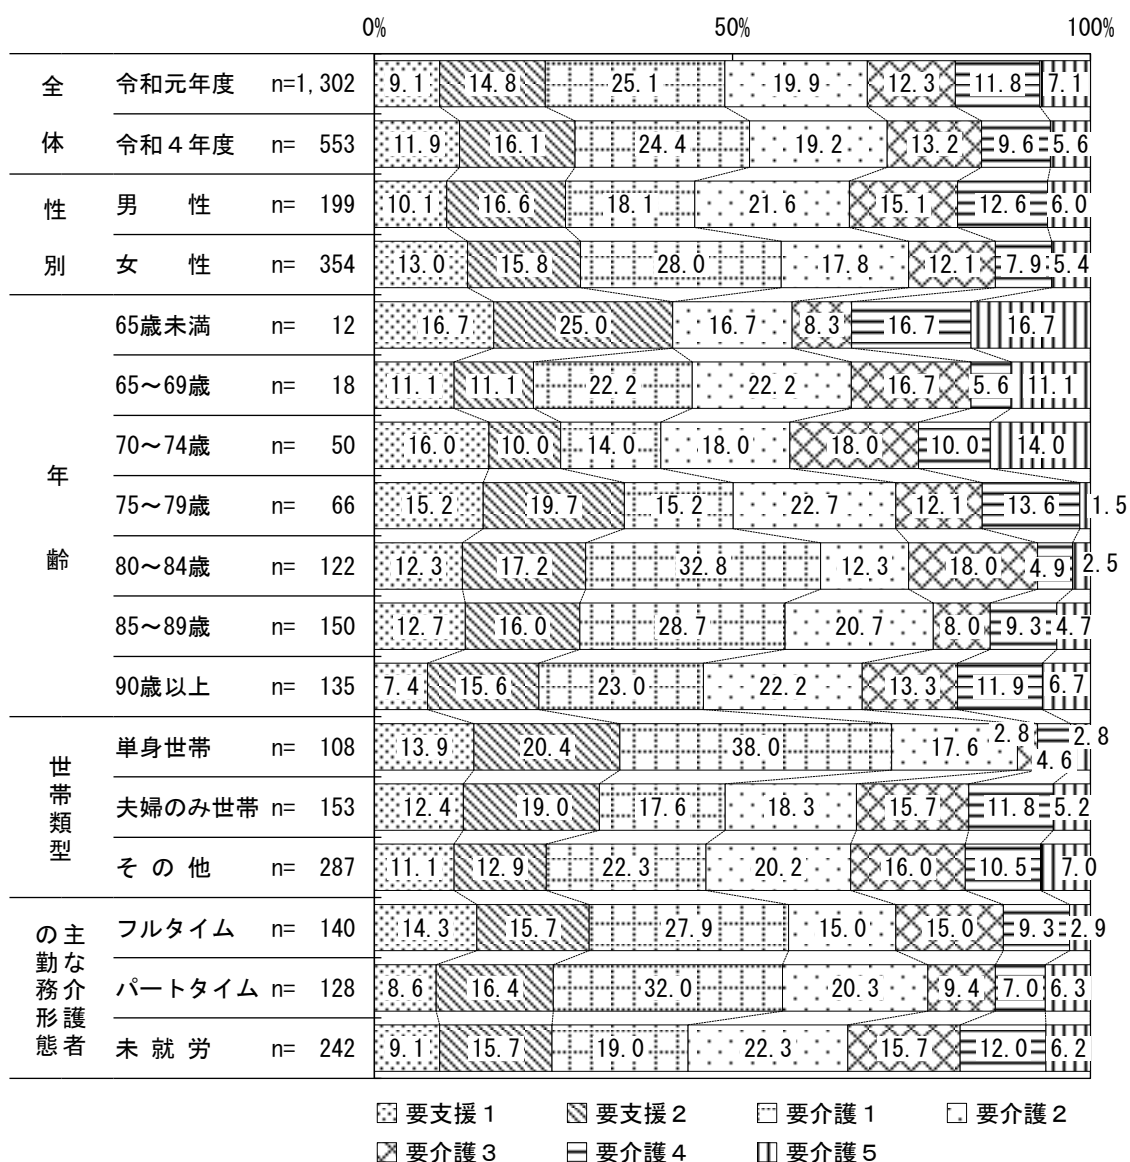 0% 50% 100%
全体
令和元年度 n=1,302 9.1 14.8 25.1 19.9 12.3 11.8 7.1
令和４年度 n= 553 11.9 16.1 24.4 19.2 13.2 9.6 5.6
性別
男性 n= 199 10.1 16.6 18.1 21.6 15.1 12.6 6.0
女性 n= 354 13.0 15.8 28.0 17.8 12.1 7.9 5.4
年齢
65歳未満 n= 12 16.7 25.0 16.7 8.3 16.7 16.7
65～69歳 n= 18 11.1 11.1 22.2 22.2 16.7 5.6 11.1
70～74歳 n= 50 16.0 10.0 14.0 18.0 18.0 10.0 14.0
75～79歳 n= 66 15.2 19.7 15.2 22.7 12.1 13.6 1.5
80～84歳 n= 122 12.3 17.2 32.8 12.3 18.0 4.9 2.5
85～89歳 n= 150 12.7 16.0 28.7 20.7 8.0 9.3 4.7
90歳以上 n= 135 7.4 15.6 23.0 22.2 13.3 11.9 6.7
世帯類型
単身世帯 n= 108 13.9 20.4 38.0 17.6 2.8 4.6 2.8
夫婦のみ世帯 n= 153 12.4 19.0 17.6 18.3 15.7 11.8 5.2
その他 n= 287 11.1 12.9 22.3 20.2 16.0 10.5 7.0
主な介護者の勤務形態
フルタイム n= 140 14.3 15.7 27.9 15.0 15.0 9.3 2.9
パートタイム n= 128 8.6 16.4 32.0 20.3 9.4 7.0 6.3
未就労 n= 242 9.1 15.7 19.0 22.3 15.7 12.0 6.2
要支援１ 要支援２ 要介護１ 要介護２
要介護３ 要介護４ 要介護５